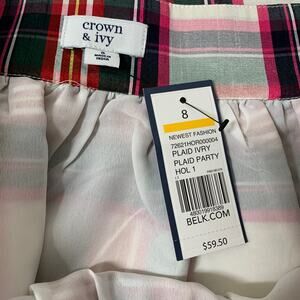 crown
& ivy
8
NEWEST FASHION
72621HOR000004
PLAID IVRY
PLAID PARTY
HOL 1
BELK.COM
$59.50